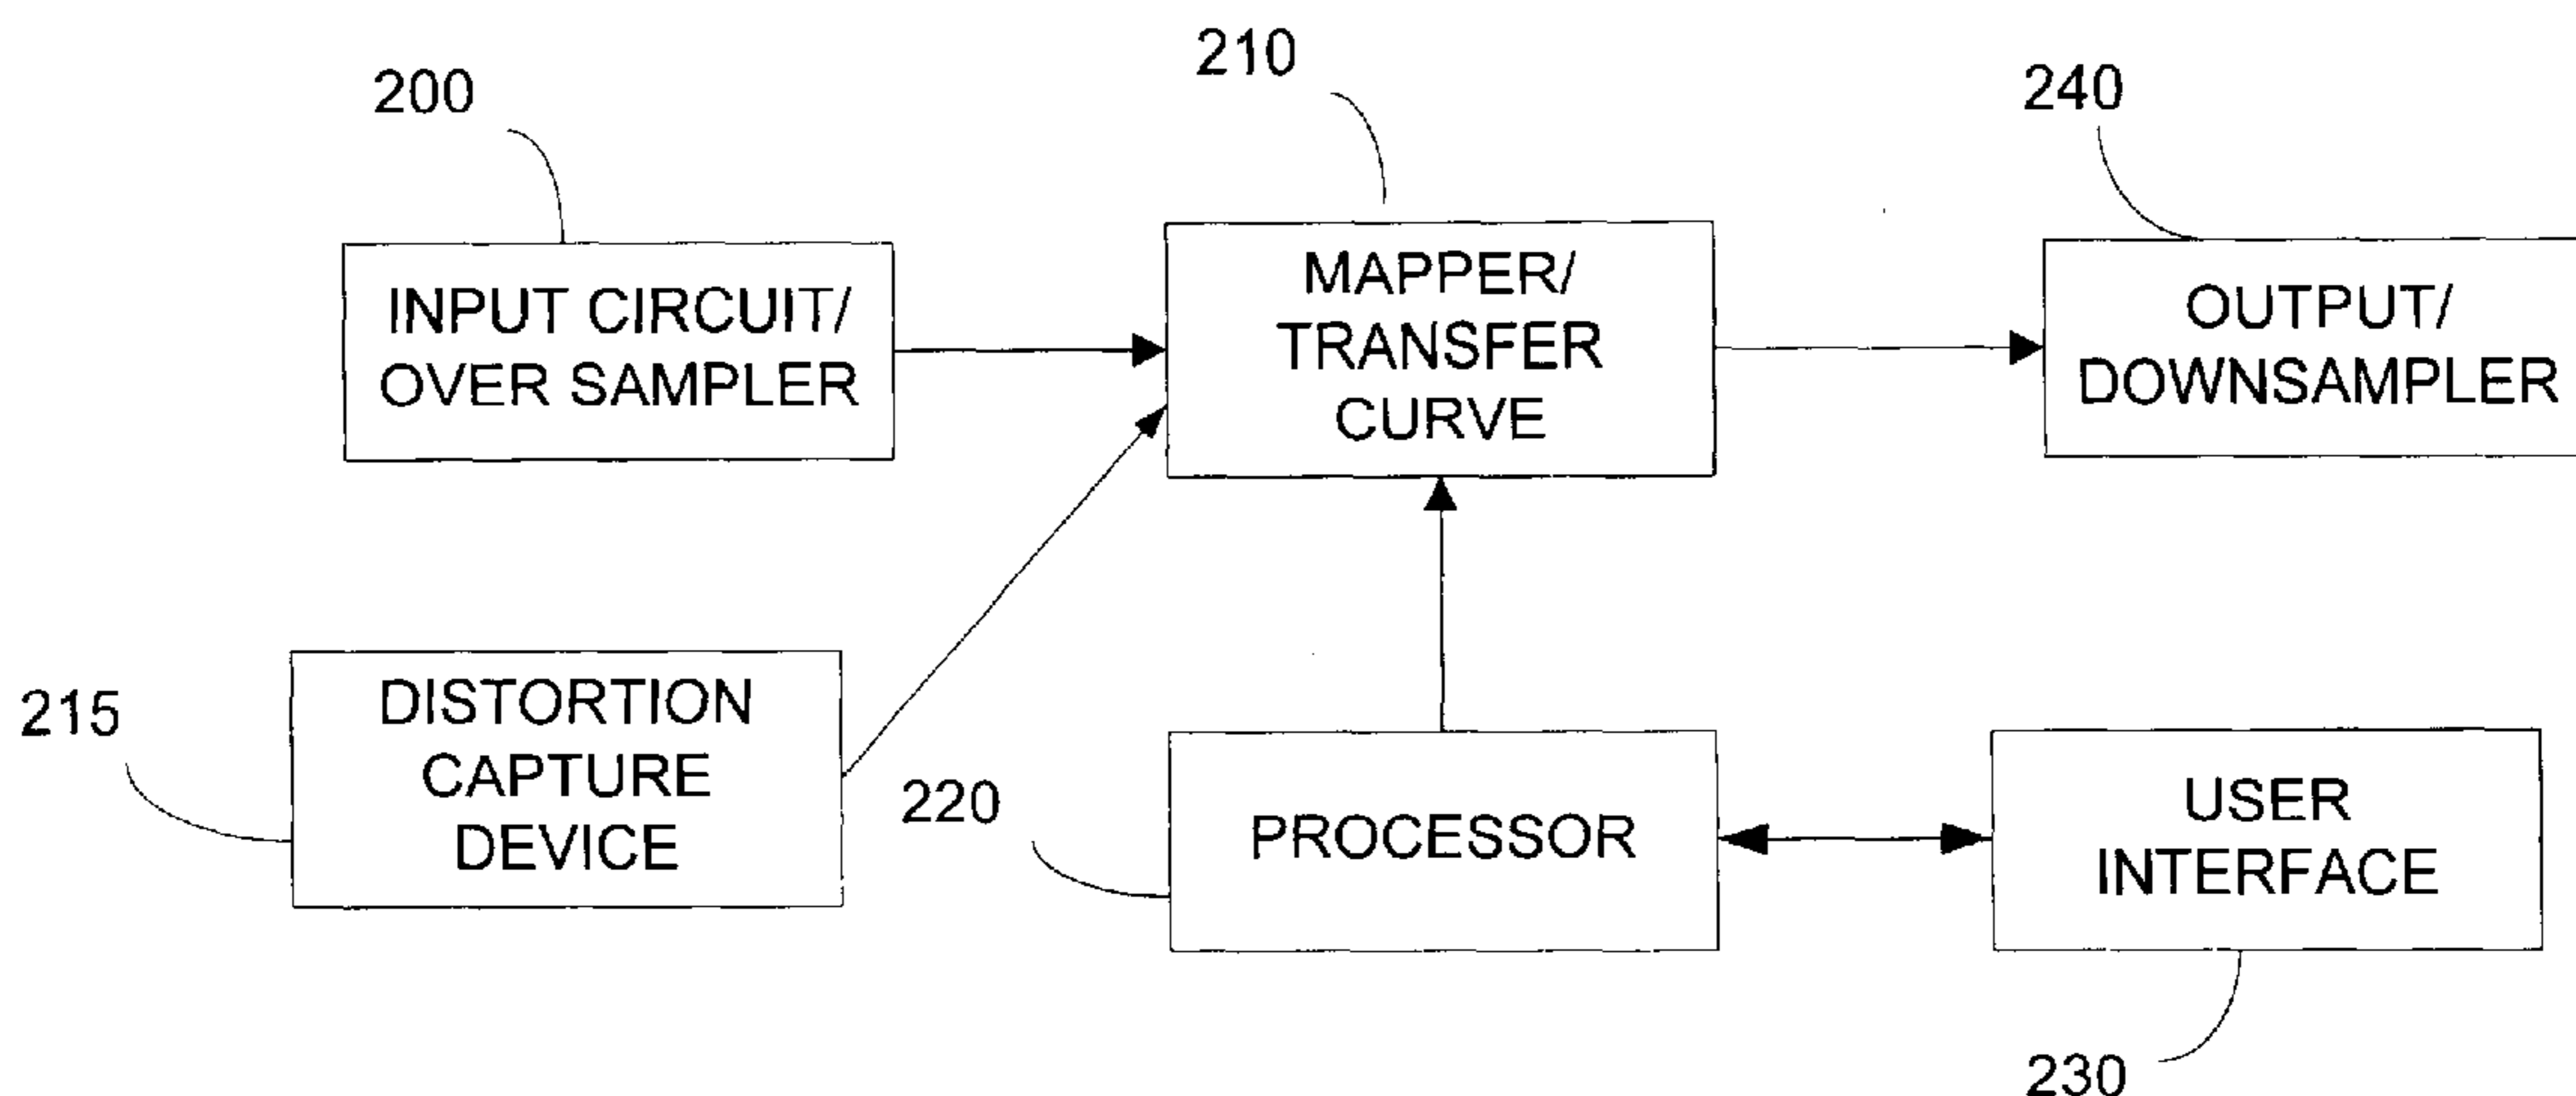 200
210
240
INPUT CIRCUIT/
OVER SAMPLER
MAPPER/
TRANSFER
CURVE
OUTPUT/
DOWNSAMPLER
215
DISTORTION
CAPTURE
DEVICE
220
PROCESSOR
USER
INTERFACE
230